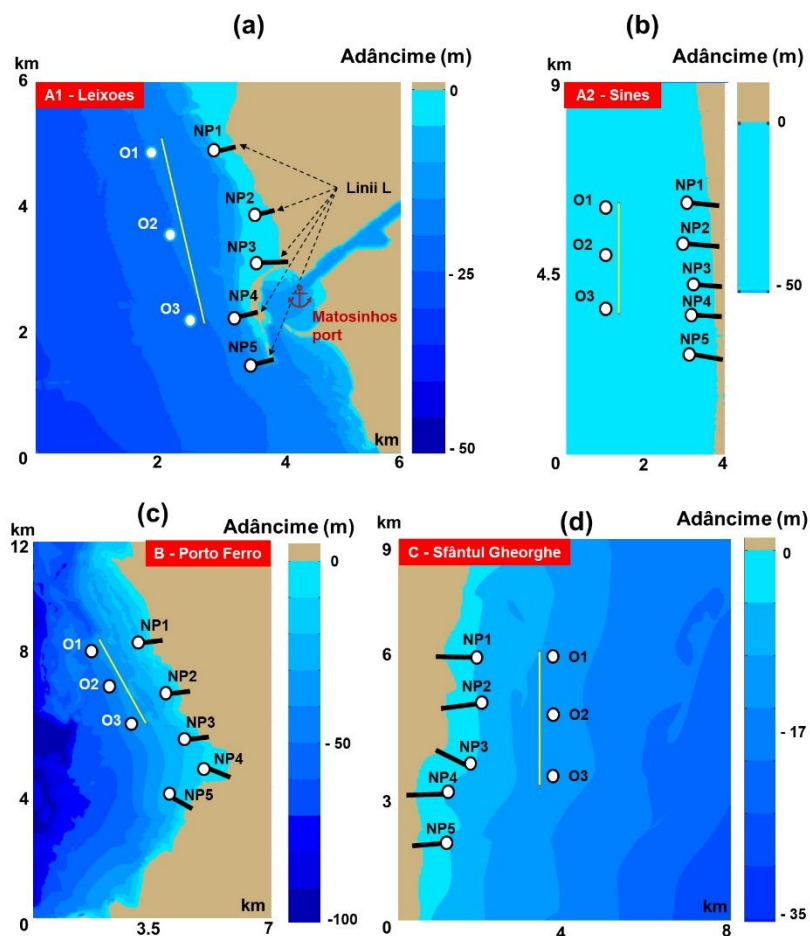 (a)
km
Adâncime (m)
6
A1 - Leixoes
0
NP1
O1
Linii L
4
NP2
O2
NP3
- 25
NP4
Matosinhos
port
O3
2
NP5
km
0
2
4
6
- 50
(b)
km
Adâncime (m)
9
A2 - Sines
0
NP1
O1
NP2
O2
4.5
NP3
NP4
O3
NP5
- 50
0
2
4
km
(c)
km
Adâncime (m)
12
B - Porto Ferro
0
NP1
8
O1
NP2
O2
O3
NP3
- 50
NP4
4
NP5
km
0
3.5
7
-100
(d)
km
Adâncime (m)
9
C - Sfântul Gheorghe
0
NP1
6
O1
NP2
O2
- 17
NP3
O3
NP4
3
NP5
km
0
4
8
- 35